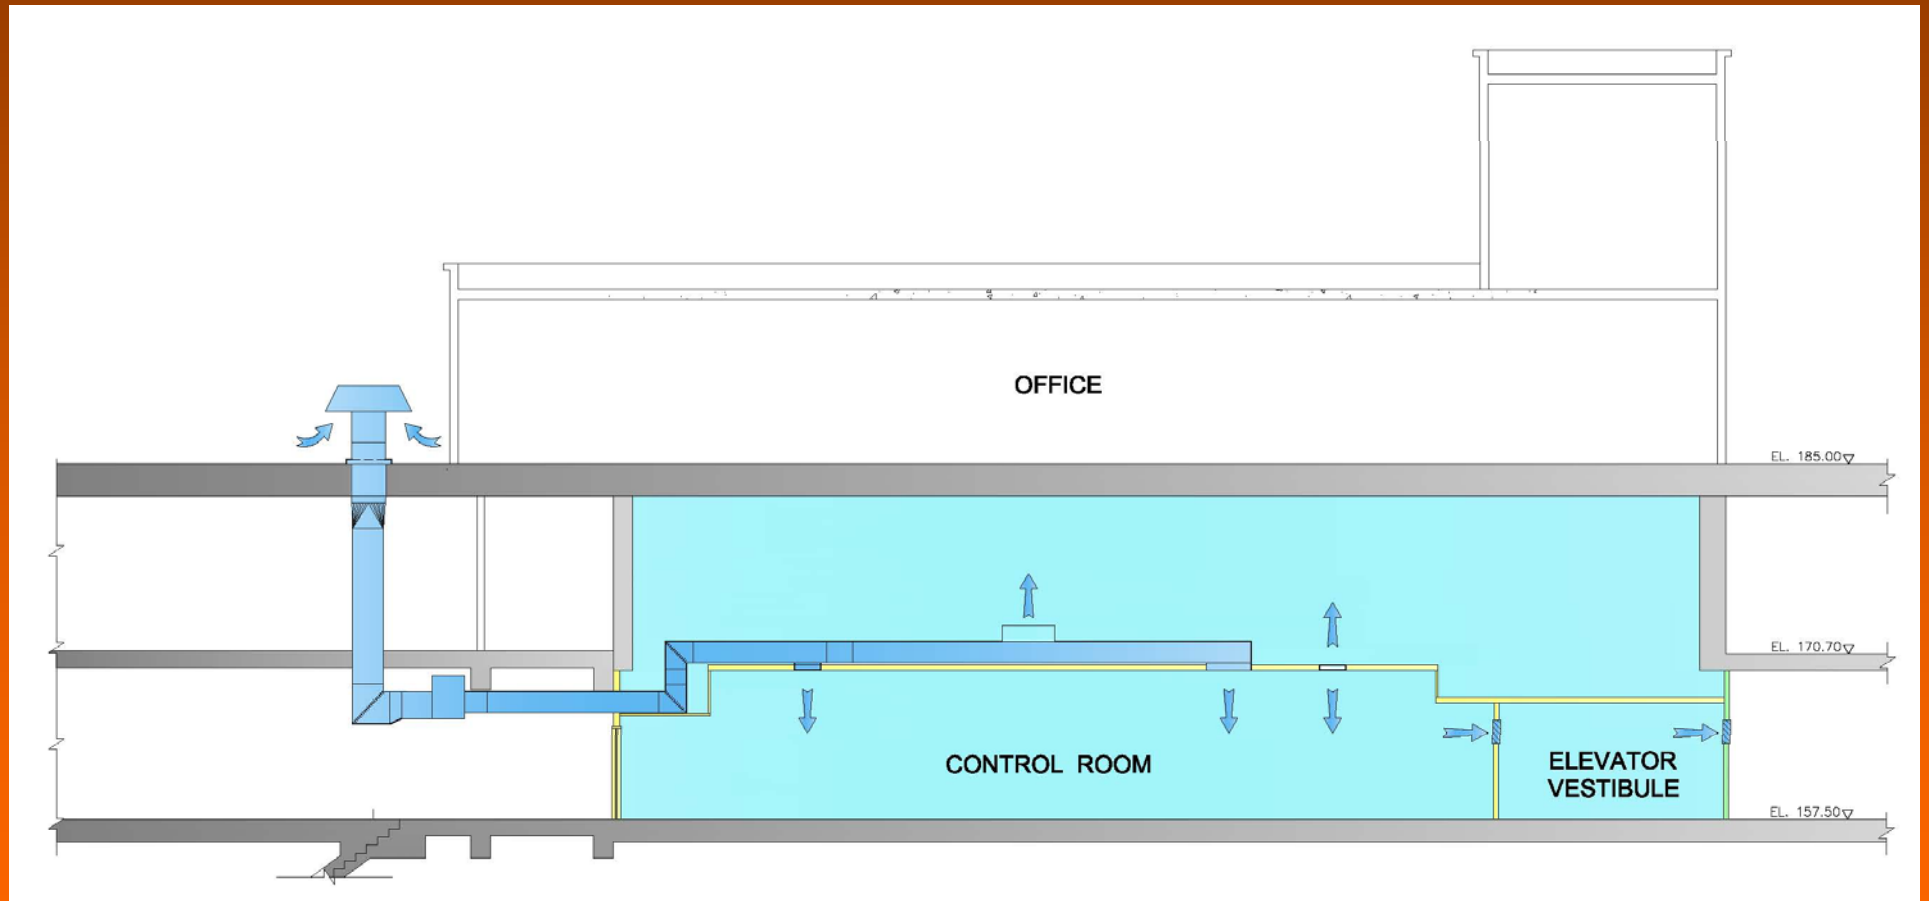 OFFICE
EL. 185.00
EL. 170.70
CONTROL ROOM
ELEVATOR
VESTIBULE
EL. 157.50